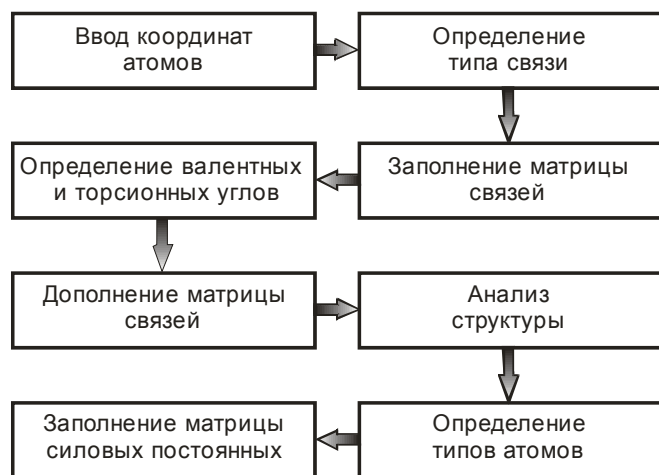 Ввод координат
атомов
Определение
типа связи
Заполнение матрицы
связей
Определение валентных
и торсионных углов
Дополнение матрицы
связей
Анализ
структуры
Определение
типов атомов
Заполнение матрицы
силовых постоянных